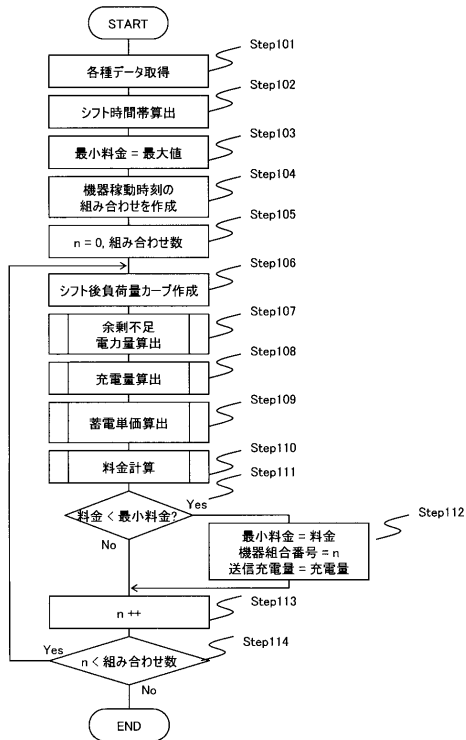 START
Step101
各種データ取得
Step102
シフト時間帯算出
Step103
最小料金 = 最大値
Step104
機器稼動時刻の
組み合わせを作成
Step105
n = 0, 組み合わせ数
Step106
シフト後負荷量カーブ作成
Step107
余剰不足
電力量算出
Step108
充電量算出
Step109
蓄電単価算出
Step110
料金計算
Step111
料金 < 最小料金?
Yes
No
Step112
最小料金 = 料金
機器組合番号 = n
送信充電量 = 充電量
Step113
n ++
Step114
Yes
n < 組み合わせ数
No
END